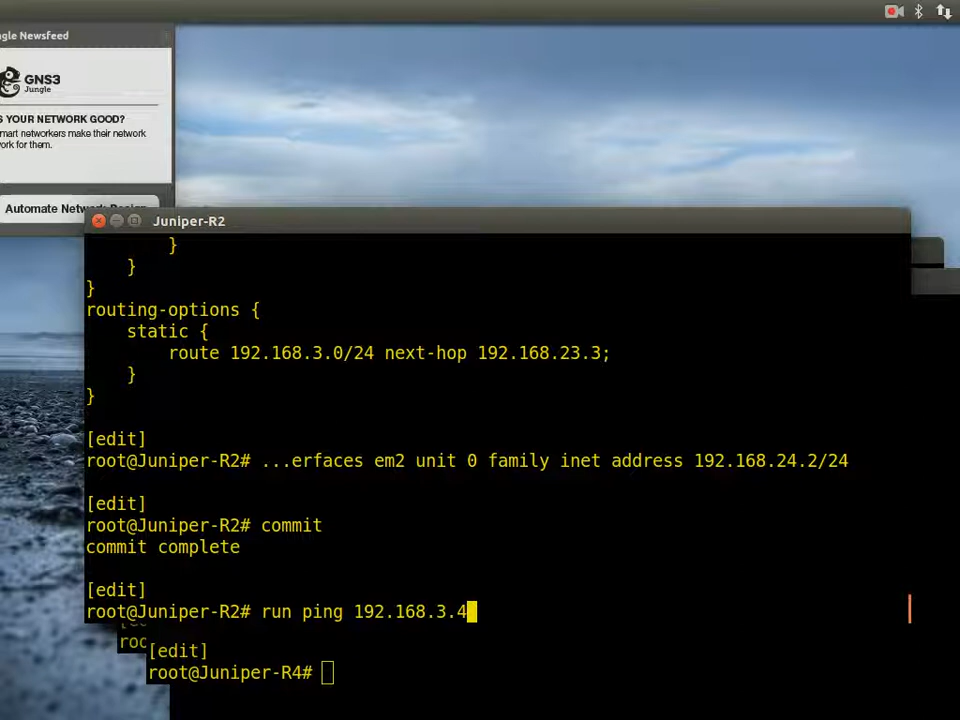 gle Newsfeed
GNS3
Jungle
S YOUR NETWORK GOOD?
mart networkers make their network
vork for them.
Automate Network Design
Juniper-R2
}
}
}
routing-options {
static {
route 192.168.3.0/24 next-hop 192.168.23.3;
}
}
[edit]
root@Juniper-R2# ...erfaces em2 unit 0 family inet address 192.168.24.2/24
[edit]
root@Juniper-R2# commit
commit complete
[edit]
root@Juniper-R2# run ping 192.168.3.4
roo
[edit]
root@Juniper-R4#